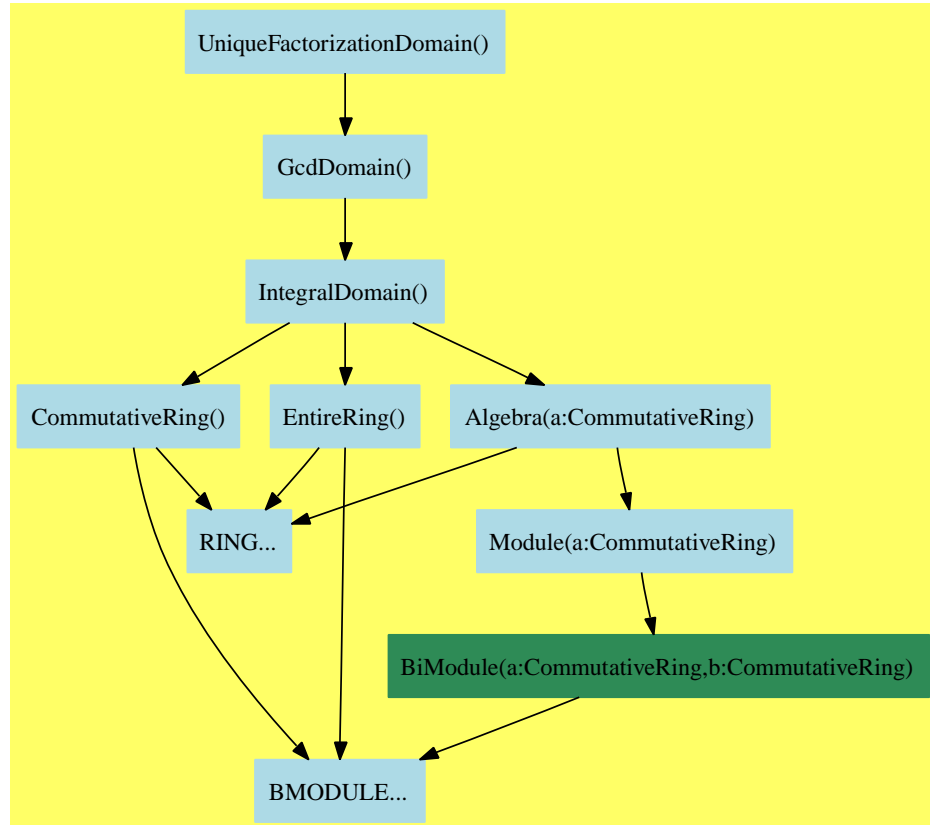 UniqueFactorizationDomain()
GcdDomain()
IntegralDomain()
CommutativeRing()
EntireRing()
Algebra(a:CommutativeRing)
RING...
Module(a:CommutativeRing)
BiModule(a:CommutativeRing,b:CommutativeRing)
BMODULE...